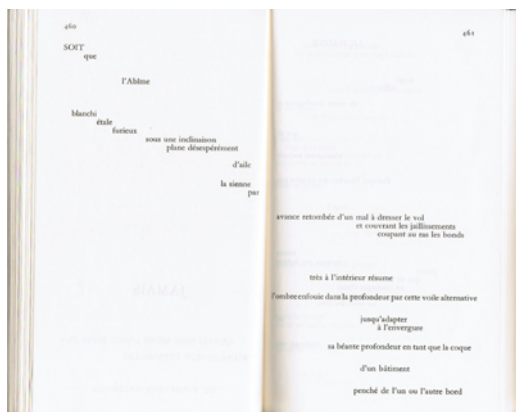 460
SOIT
que
l'Abîme
blanchi
étale
furieux
sous une inclinaison
plane désespérément
d'aile
la sienne
par
461
avance retombée d'un mal à dresser le vol
et couvrant les jaillissements
coupant au ras les bonds
très à l'intérieur résume
l'ombre enfouie dans la profondeur par cette voile alternative
jusqu'adapter
à l'envergure
sa béante profondeur en tant que la coque
d'un bâtiment
penché de l'un ou l'autre bord
JAMAIS